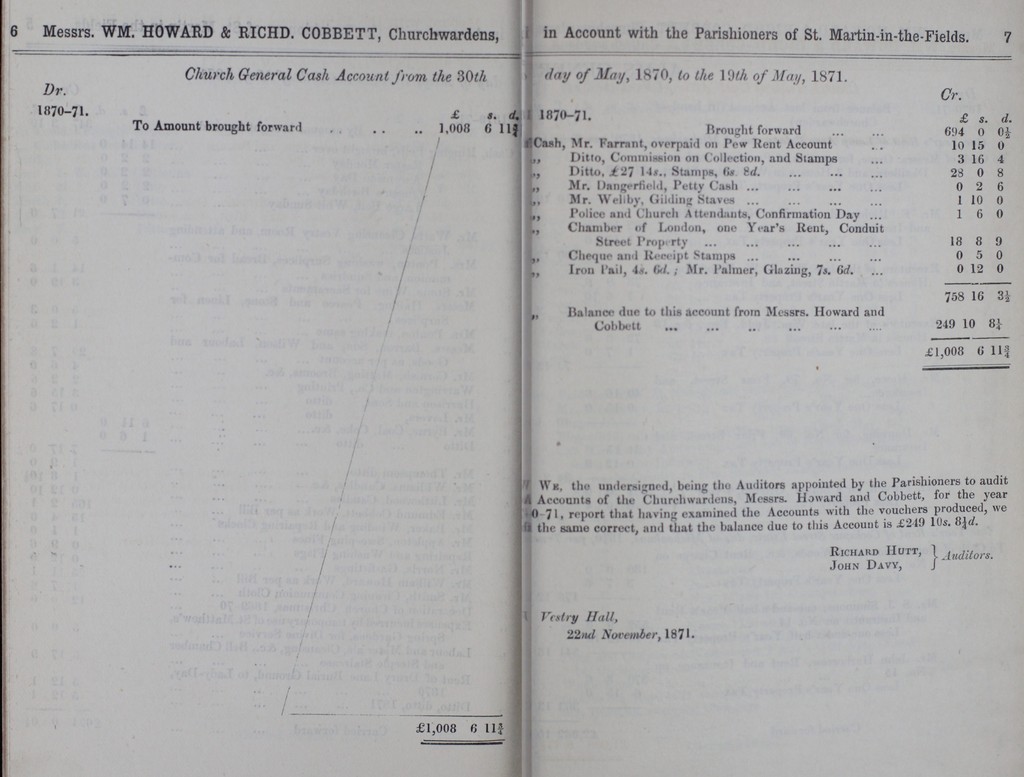 6 Messrs. WM. HOWARD & RICHD. COBBETT, Churchwardens,
Church General Cash Account from the 30th
Dr.
1870-71. £ s. d.
To Amount brought forward .. .. .. 1,008 6 11¾
£1,008 6 11¾
in Account with the Parishioners of St. Martin-in-the-Fields. 7
day of May, 1870, to the 19th of May, 1871.
Cr.
1870-71. £ s. d.
Brought forward ... ... 694 0 0½
Cash, Mr. Farrant, overpaid on Pew Rent Account .. 10 15 0
„ Ditto, Commission on Collection, and Stamps ... 3 16 4
„ Ditto, £27 14s., Stamps, 6s. 8d. ... ... ... 28 0 8
„ Mr. Dangerfield, Petty Cash ... ... ... ... 0 2 6
„ Mr. Welby, Gilding Staves ... ... ... ... 1 10 0
„ Police and Church Attendants, Confirmation Day ... 1 6 0
„ Chamber of London, one Year's Rent, Conduit
Street Property ... ... ... ... ... 18 8 9
„ Cheque and Receipt Stamps ... ... ... ... 0 5 0
„ Iron Pail, 4s. 6d.; Mr. Palmer, Glazing, 7s. 6d. ... 0 12 0
758 16 3½
„ Balance due to this account from Messrs. Howard and
Cobbett ... ... .. ... ... .... 249 10 8¼
£1,008 6 11¾
WE, the undersigned, being the Auditors appointed by the Parishioners to audit
Accounts of the Churchwardens, Messrs. Howard and Cobbett, for the year
0-71, report that having examined the Accounts with the vouchers produced, we
the same correct, and that the balance due to this Account is £249 10s. 8¼d.
RICHARD HUTT, } Auditors.
JOHN DAVY,
Vestry Hall,
22nd November, 1871.